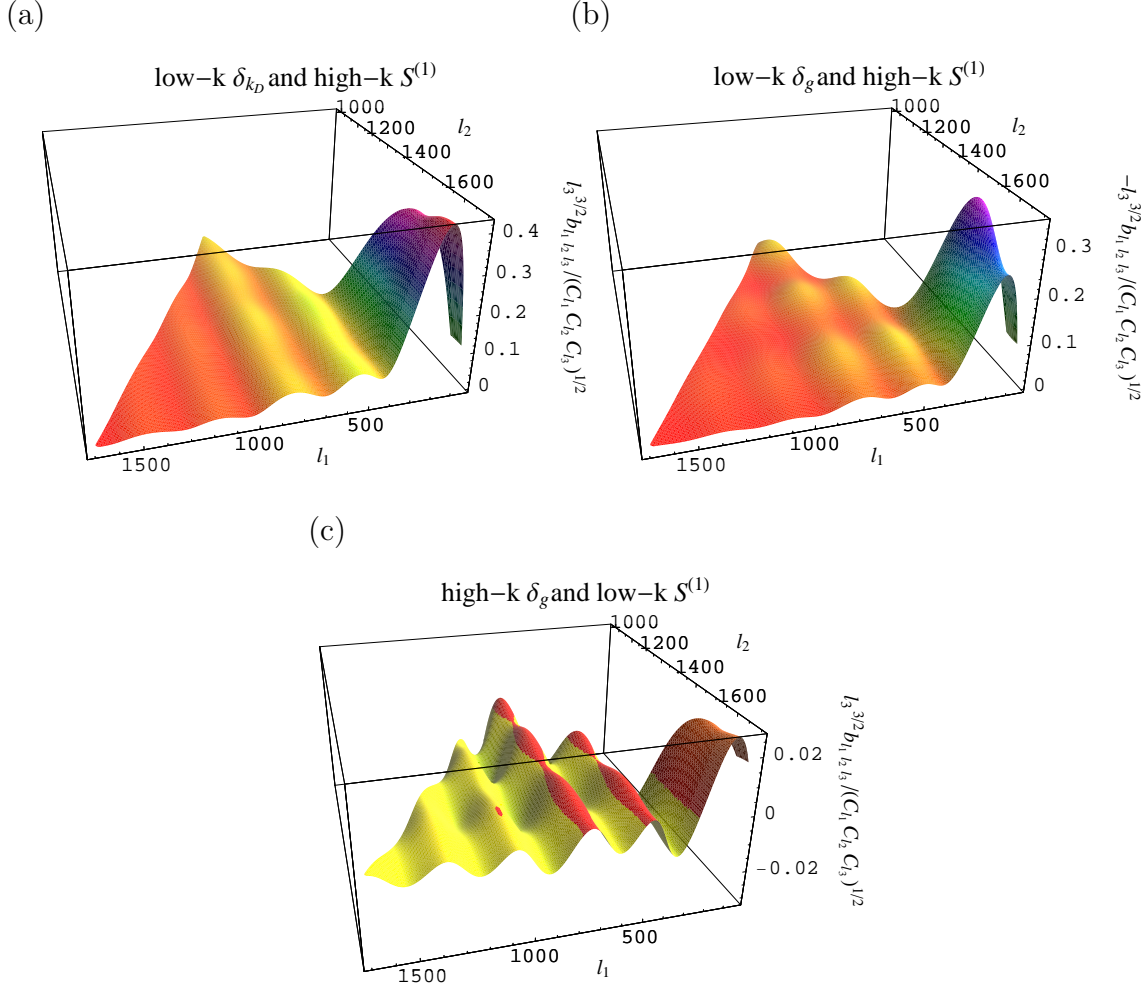 (a)
low−k δ_{k_D} and high−k S^{(1)}
1000
1200
1400
1600
l_2
0.4
0.3
0.2
0.1
0
l_3^{3/2} b_{l_1 l_2 l_3}/(C_{l_1} C_{l_2} C_{l_3})^{1/2}
1500
1000
500
l_1
(b)
low−k δ_g and high−k S^{(1)}
1000
1200
1400
1600
l_2
0.3
0.2
0.1
0
−l_3^{3/2} b_{l_1 l_2 l_3}/(C_{l_1} C_{l_2} C_{l_3})^{1/2}
1500
1000
500
l_1
(c)
high−k δ_g and low−k S^{(1)}
1000
1200
1400
1600
l_2
0.02
0
−0.02
l_3^{3/2} b_{l_1 l_2 l_3}/(C_{l_1} C_{l_2} C_{l_3})^{1/2}
1500
1000
500
l_1